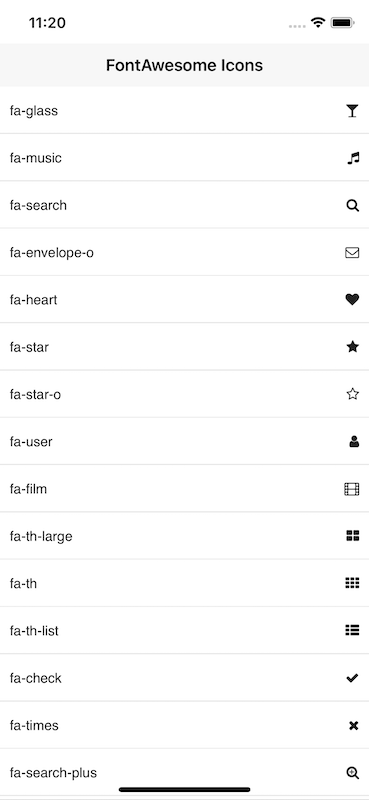 11:20
FontAwesome Icons
fa-glass
fa-music
fa-search
fa-envelope-o
fa-heart
fa-star
fa-star-o
fa-user
fa-film
fa-th-large
fa-th
fa-th-list
fa-check
fa-times
fa-search-plus